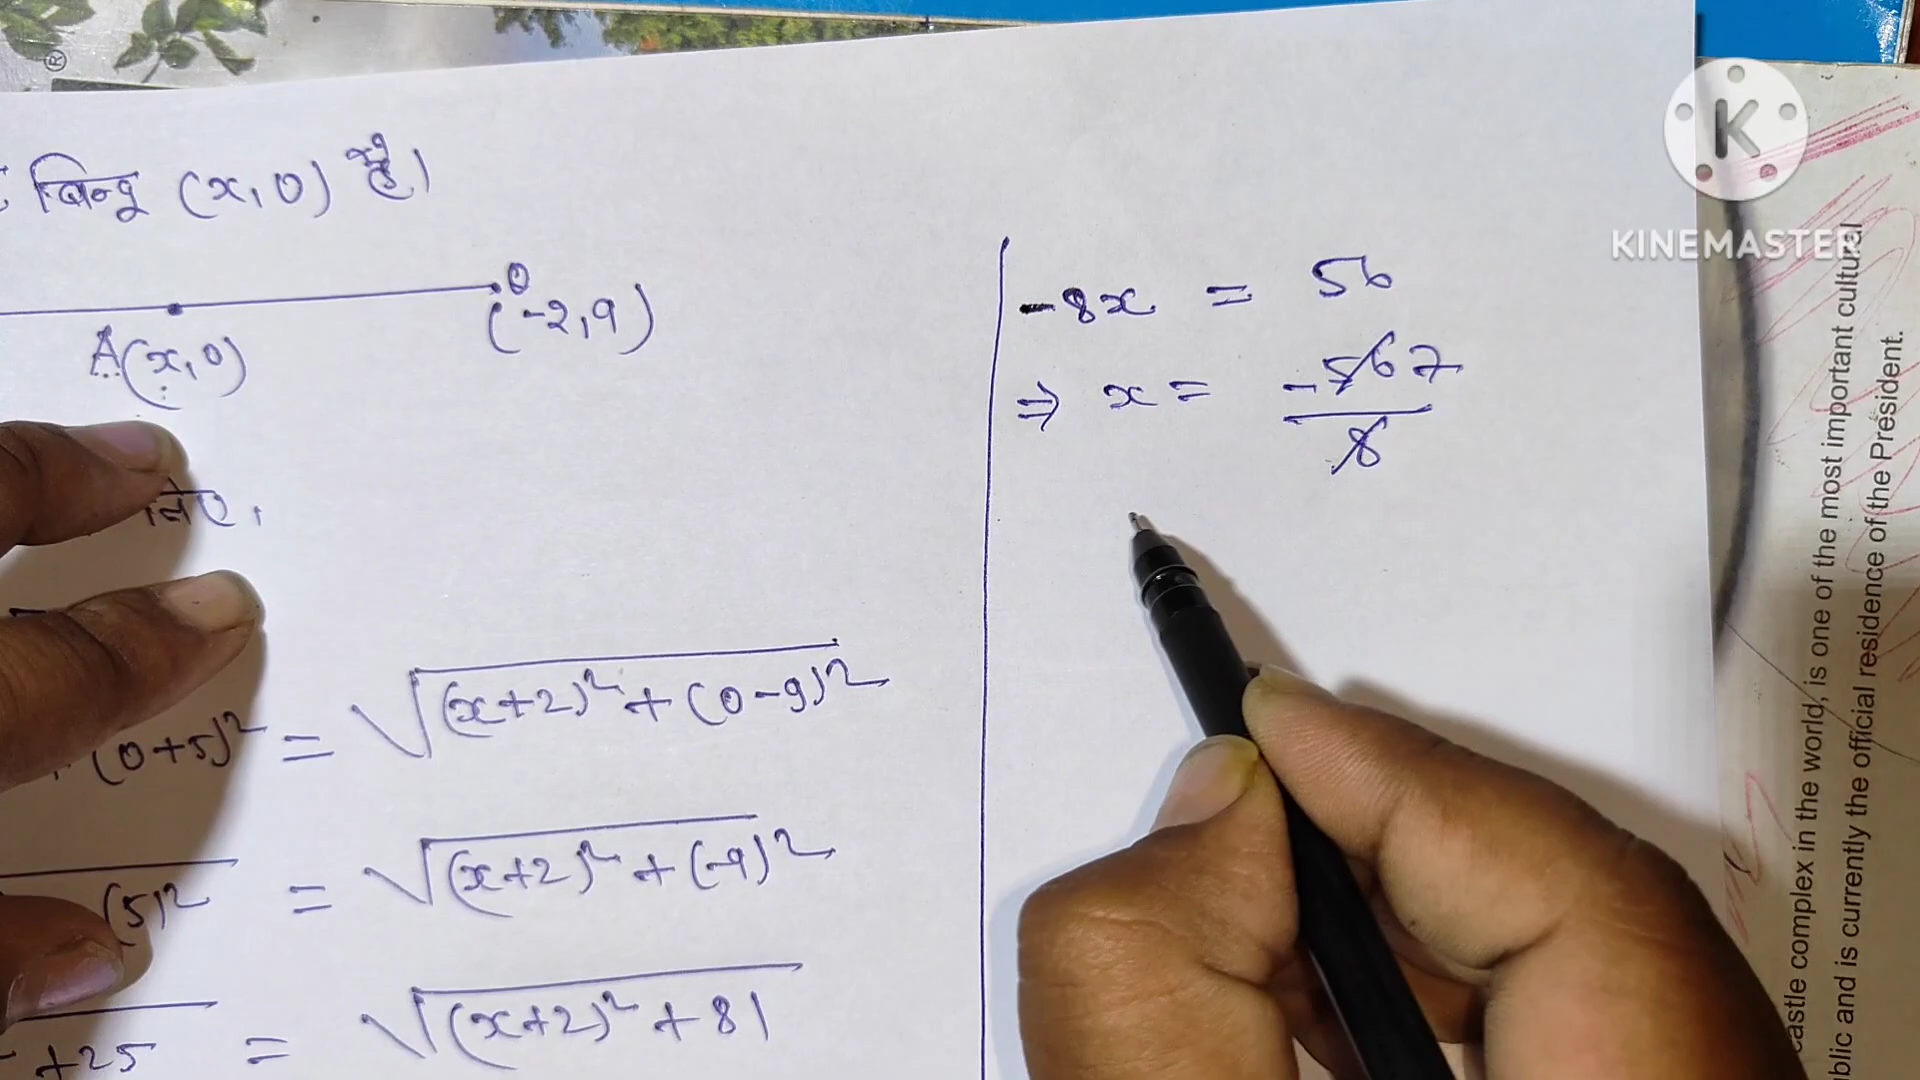 बिन्दू (x, 0) है।
Q
(-2, 9)
A(x, 0)
(0+5)² = √(x+2)² + (0-9)²
(5)² = √(x+2)² + (-9)²
+25 = √(x+2)² + 81
-8x = 56
⇒ x = -56 7
8
K
KINEMASTER
castle complex in the world, is one of the most important cultural
blic and is currently the official residence of the President.
®